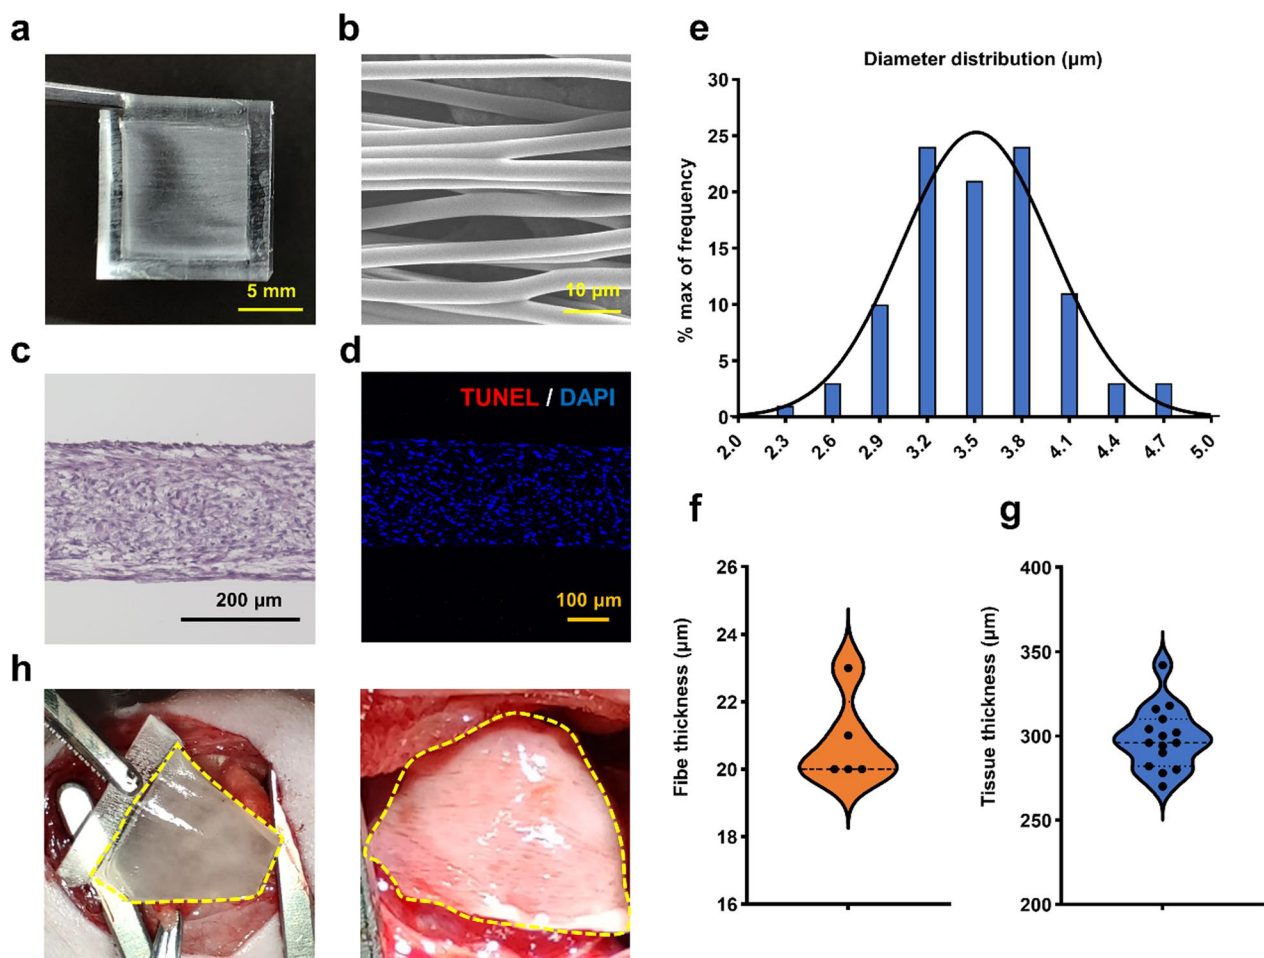 a
5 mm
b
10 µm
c
200 µm
d
TUNEL / DAPI
100 µm
e
Diameter distribution (µm)
% max of frequency
30
25
20
15
10
5
0
2.0
2.3
2.6
2.9
3.2
3.5
3.8
4.1
4.4
4.7
5.0
f
Fibe thickness (µm)
26
24
22
20
18
16
g
Tissue thickness (µm)
400
350
300
250
200
h